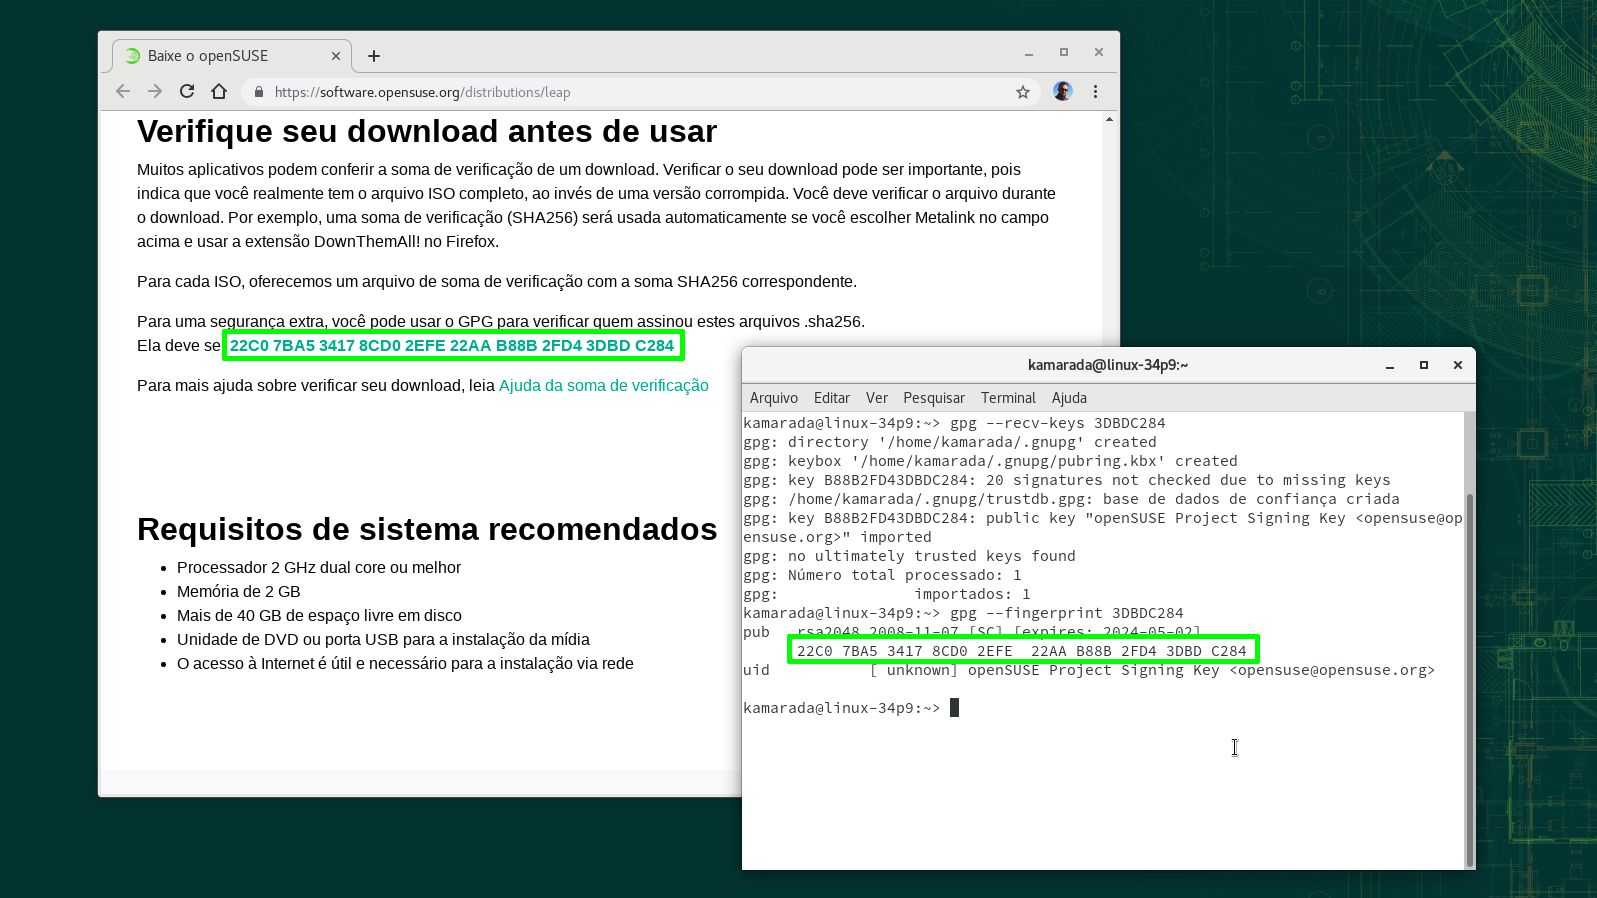 Baixe o openSUSE
https://software.opensuse.org/distributions/leap
Verifique seu download antes de usar
Muitos aplicativos podem conferir a soma de verificação de um download. Verificar o seu download pode ser importante, pois
indica que você realmente tem o arquivo ISO completo, ao invés de uma versão corrompida. Você deve verificar o arquivo durante
o download. Por exemplo, uma soma de verificação (SHA256) será usada automaticamente se você escolher Metalink no campo
acima e usar a extensão DownThemAll! no Firefox.
Para cada ISO, oferecemos um arquivo de soma de verificação com a soma SHA256 correspondente.
Para uma segurança extra, você pode usar o GPG para verificar quem assinou estes arquivos .sha256.
Ela deve se 22C0 7BA5 3417 8CD0 2EFE 22AA B88B 2FD4 3DBD C284
Para mais ajuda sobre verificar seu download, leia Ajuda da soma de verificação
Requisitos de sistema recomendados
• Processador 2 GHz dual core ou melhor
• Memória de 2 GB
• Mais de 40 GB de espaço livre em disco
• Unidade de DVD ou porta USB para a instalação da mídia
• O acesso à Internet é útil e necessário para a instalação via rede
kamarada@linux-34p9:~
Arquivo Editar Ver Pesquisar Terminal Ajuda
kamarada@linux-34p9:~> gpg --recv-keys 3DBDC284
gpg: directory '/home/kamarada/.gnupg' created
gpg: keybox '/home/kamarada/.gnupg/pubring.kbx' created
gpg: key B88B2FD43DBDC284: 20 signatures not checked due to missing keys
gpg: /home/kamarada/.gnupg/trustdb.gpg: base de dados de confiança criada
gpg: key B88B2FD43DBDC284: public key "openSUSE Project Signing Key <opensuse@op
ensuse.org>" imported
gpg: no ultimately trusted keys found
gpg: Número total processado: 1
gpg:               importados: 1
kamarada@linux-34p9:~> gpg --fingerprint 3DBDC284
pub   rsa2048 2008-11-07 [SC] [expires: 2024-05-02]
      22C0 7BA5 3417 8CD0 2EFE  22AA B88B 2FD4 3DBD C284
uid           [ unknown] openSUSE Project Signing Key <opensuse@opensuse.org>
kamarada@linux-34p9:~>